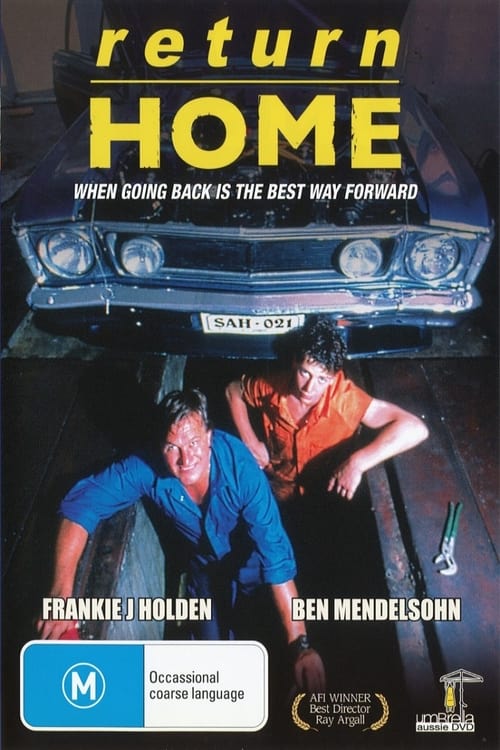 return
HOME
WHEN GOING BACK IS THE BEST WAY FORWARD
SAH·021
FRANKIE J HOLDEN
BEN MENDELSOHN
M
Occassional
coarse language
AFI WINNER
Best Director
Ray Argall
umbrella
aussie DVD